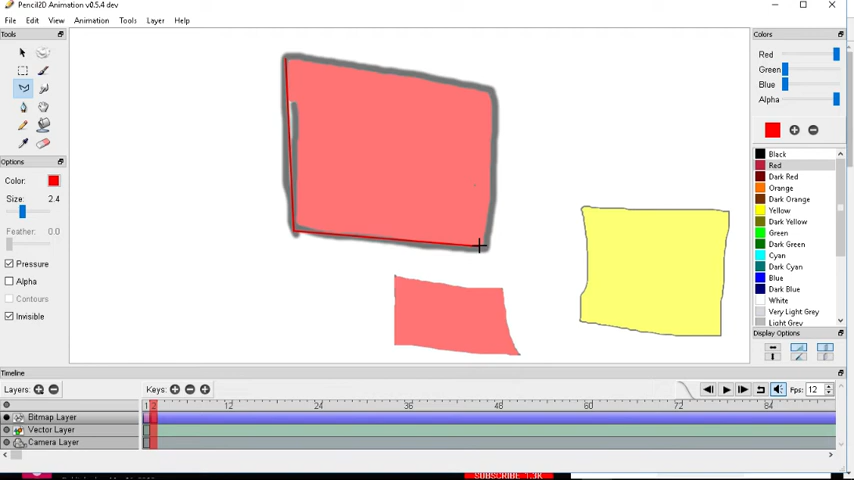 Pencil2D Animation v0.5.4 dev
File Edit View Animation Tools Layer Help
Tools
Options
Color:
Size: 2.4
Feather: 0.0
Pressure
Alpha
Contours
Invisible
Colors
Red
Green
Blue
Alpha
Black
Red
Dark Red
Orange
Dark Orange
Yellow
Dark Yellow
Green
Dark Green
Cyan
Dark Cyan
Blue
Dark Blue
White
Very Light Grey
Light Grey
Display Options
Timeline
Layers: Keys: Fps: 12
1 2 12 24 36 48 60 72 84
Bitmap Layer
Vector Layer
Camera Layer
SUBSCRIBE 1.3K